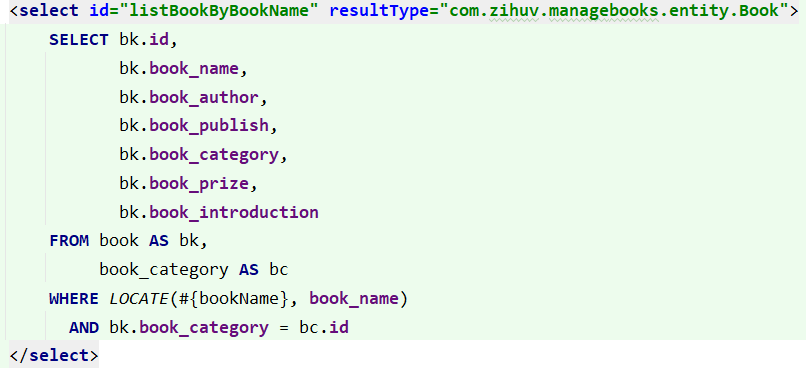 <select id="listBookByBookName" resultType="com.zihuv.managebooks.entity.Book">
SELECT bk.id,
bk.book_name,
bk.book_author,
bk.book_publish,
bk.book_category,
bk.book_prize,
bk.book_introduction
FROM book AS bk,
book_category AS bc
WHERE LOCATE(#{bookName}, book_name)
AND bk.book_category = bc.id
</select>